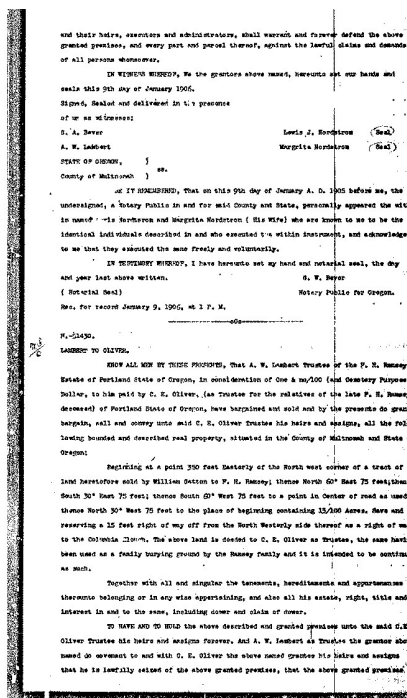 and their heirs, executors and administrators, shall warrant and forever defend the above
granted premises, and every part and parcel thereof, against the lawful claims and demands
of all persons whomsoever.
IN WITNESS WHEREOF, We the grantors above named, hereunto set our hands and
seals this 9th day of January 1906.
Signed, Sealed and delivered in the presence
of us as witnesses;
S. A. Bever Lewis J. Nordstrom (Seal)
A. W. Lambert Margrita Nordstrom (Seal)
STATE OF OREGON, )
ss.
County of Multnomah )
BE IT REMEMBERED, That on this 9th day of January A. D. 1905 before me, the
undersigned, a Notary Public in and for said County and State, personally appeared the wit
in named Nordstrom and Margrita Nordstrom ( His Wife) who are known to me to be the
identical individuals described in and who executed the within instrument, and acknowledge
to me that they executed the same freely and voluntarily.
IN TESTIMONY WHEREOF, I have hereunto set my hand and notarial seal, the day
and year last above written. G. W. Bever
( Notarial Seal) Notary Public for Oregon.
Rec. for record January 9, 1906, at 1 P. M.
51430.
LAMBERT TO OLIVER.
KNOW ALL MEN BY THESE PRESENTS, That A. W. Lambert Trustee of the F. H. Ramsey
Estate of Portland State of Oregon, in consideration of One & no/100 (and Cemetery Purpose
Dollar, to him paid by C. E. Oliver, (as Trustee for the relatives of the late F. H. Ramse
deceased) of Portland State of Oregon, have bargained and sold and by the presents do gran
bargain, sell and convey unto said C. E. Oliver Trustee his heirs and assigns, all the fol
lowing bounded and described real property, situated in the County of Multnomah and State
Oregon;
Beginning at a point 350 feet Easterly of the North west corner of a tract of
land heretofore sold by William Catton to F. H. Ramsey; thence North 60° East 75 feet;then
South 30° East 75 feet; thence South 60° West 75 feet to a point in Center of road as used
thence North 30° West 75 feet to the place of beginning containing 13/100 Acres. Save and
reserving a 15 feet right of way off from the North Westerly side thereof as a right of wa
to the Columbia Slough. The above land is deeded to C. E. Oliver as Trustee, the same havi
been used as a family burying ground by the Ramsey family and it is intended to be continu
as such.
Together with all and singular the tenements, hereditaments and appurtenances
thereunto belonging or in any wise appertaining, and also all his estate, right, title and
interest in and to the same, including dower and claim of dower.
TO HAVE AND TO HOLD the above described and granted premises unto the said C.E.
Oliver Trustee his heirs and assigns forever. And A. W. Lambert as Trustee the grantor abo
named do covenant to and with C. E. Oliver the above named grantee his heirs and assigns
that he is lawfully seized of the above granted premises, that the above granted premises